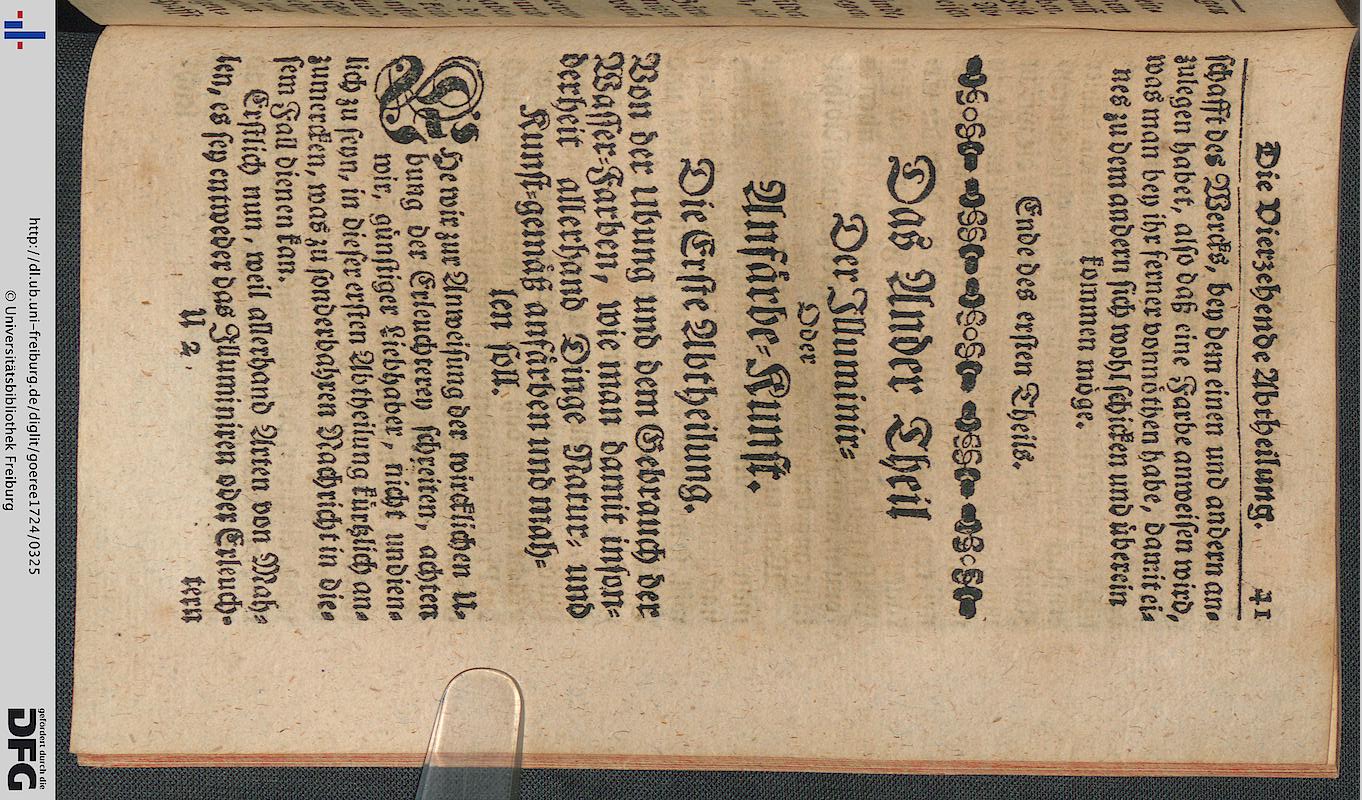 Die Vierzehende Abtheilung. 41
schafft des Wercks, bey dem einen und andern an-
zulegen habet, also daß eine Farbe anweisen wird,
was man bey ihr ferner vonnöthen habe, damit ei-
nes zu dem andern sich wohl schicken und überein
kommen möge.
Ende des ersten Theils.
Das Ander Theil
Der Illuminir-
Oder
Anfärbe-Kunst.
Die Erste Abtheilung.
Von der Ubung und dem Gebrauch der
Wasser-Farben, wie man damit inson-
derheit allerhand Dinge Natur- und
Kunst-gemäß anfärben und mah-
len soll.
Ehe wir zur Anweisung der würcklichen U-
bung der Erleuchterey schreiten, achten
wir, günstiger Liebhaber, nicht undien-
lich zu seyn, in dieser ersten Abtheilung kürtzlich an-
zumercken, was zu sonderbahren Nachricht in die-
sem Fall dienen kan.
Erstlich nun, weil allerhand Arten von Mah-
len, es sey entweder das Illuminiren oder Erleuch-
U 2 tern
http://dl.ub.uni-freiburg.de/diglit/goeree1724/0325
© Universitätsbibliothek Freiburg
gefördert durch die
DFG